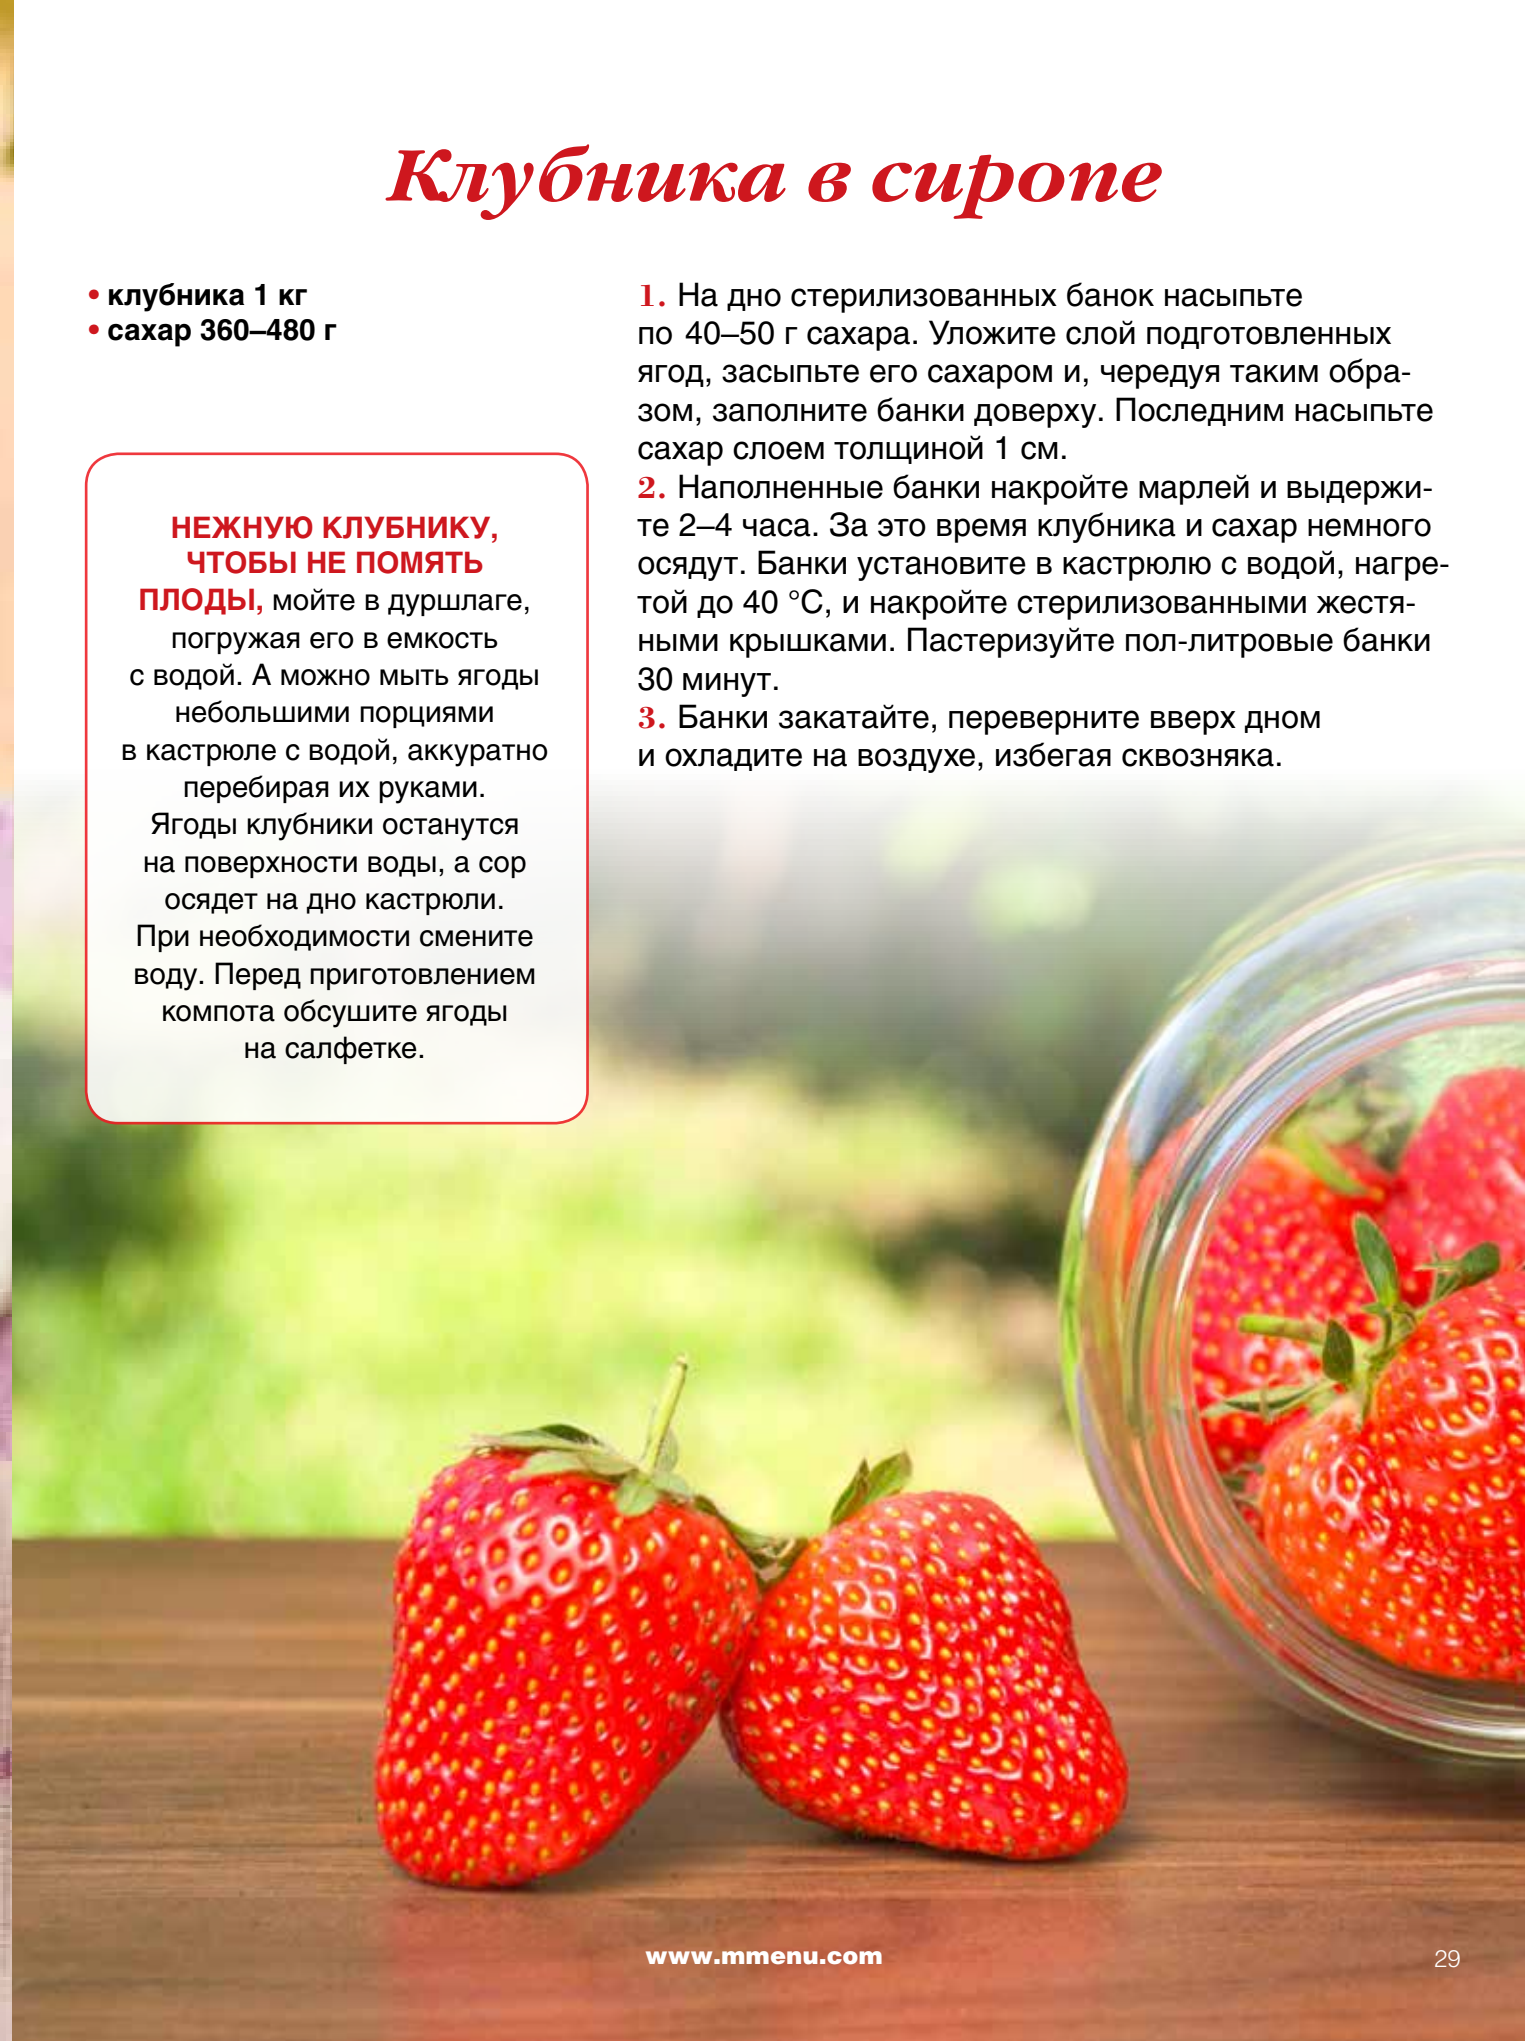 Клубника в сиропе
• клубника 1 кг
• сахар 360–480 г
НЕЖНУЮ КЛУБНИКУ,
ЧТОБЫ НЕ ПОМЯТЬ
ПЛОДЫ, мойте в дуршлаге,
погружая его в емкость
с водой. А можно мыть ягоды
небольшими порциями
в кастрюле с водой, аккуратно
перебирая их руками.
Ягоды клубники останутся
на поверхности воды, а сор
осядет на дно кастрюли.
При необходимости смените
воду. Перед приготовлением
компота обсушите ягоды
на салфетке.
1. На дно стерилизованных банок насыпьте
по 40–50 г сахара. Уложите слой подготовленных
ягод, засыпьте его сахаром и, чередуя таким обра-
зом, заполните банки доверху. Последним насыпьте
сахар слоем толщиной 1 см.
2. Наполненные банки накройте марлей и выдержи-
те 2–4 часа. За это время клубника и сахар немного
осядут. Банки установите в кастрюлю с водой, нагре-
той до 40 °С, и накройте стерилизованными жестя-
ными крышками. Пастеризуйте пол-литровые банки
30 минут.
3. Банки закатайте, переверните вверх дном
и охладите на воздухе, избегая сквозняка.
www.mmenu.com
29